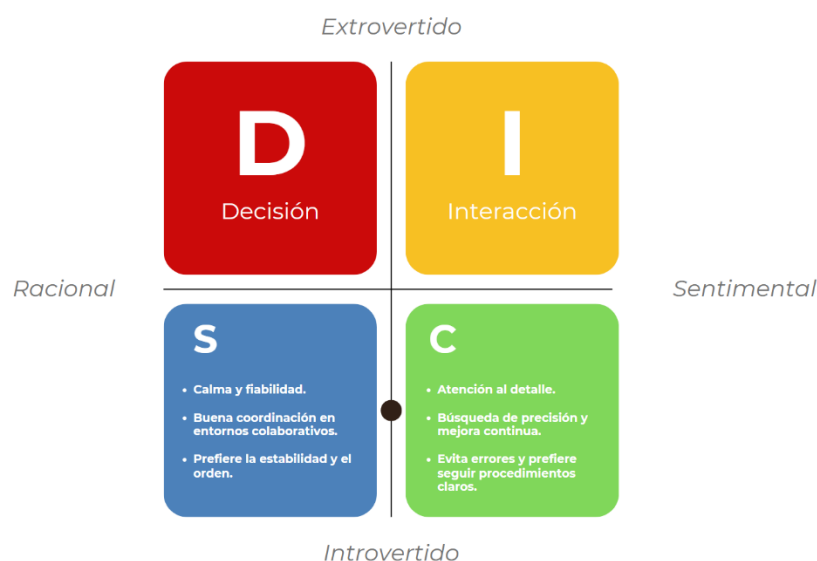 Extrovertido
D
Decisión
I
Interacción
Racional
Sentimental
S
• Calma y fiabilidad.
• Buena coordinación en
entornos colaborativos.
• Prefiere la estabilidad y el
orden.
C
• Atención al detalle.
• Búsqueda de precisión y
mejora continua.
• Evita errores y prefiere
seguir procedimientos
claros.
Introvertido